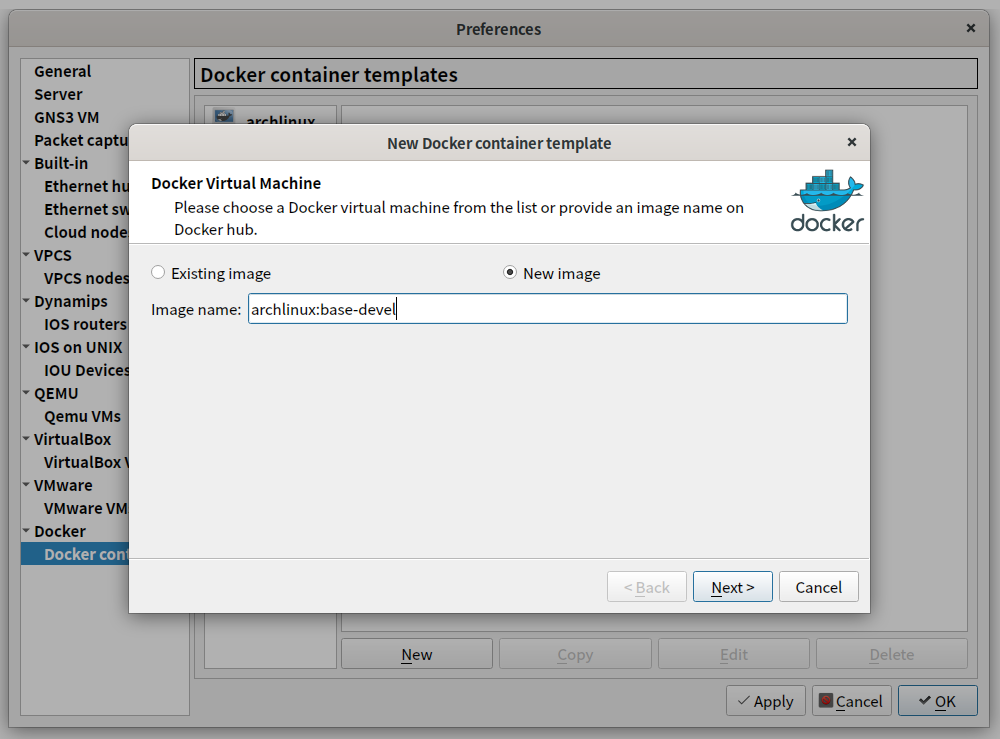 Preferences
General
Server
GNS3 VM
Packet captu
Built-in
Ethernet hu
Ethernet sw
Cloud node
VPCS
VPCS nodes
Dynamips
IOS routers
IOS on UNIX
IOU Devices
QEMU
Qemu VMs
VirtualBox
VirtualBox V
VMware
VMware VM
Docker
Docker cont
Docker container templates
archlinux
New Docker container template
Docker Virtual Machine
Please choose a Docker virtual machine from the list or provide an image name on
Docker hub.
docker
Existing image New image
Image name: archlinux:base-devel
< Back Next > Cancel
New Copy Edit Delete
Apply Cancel OK